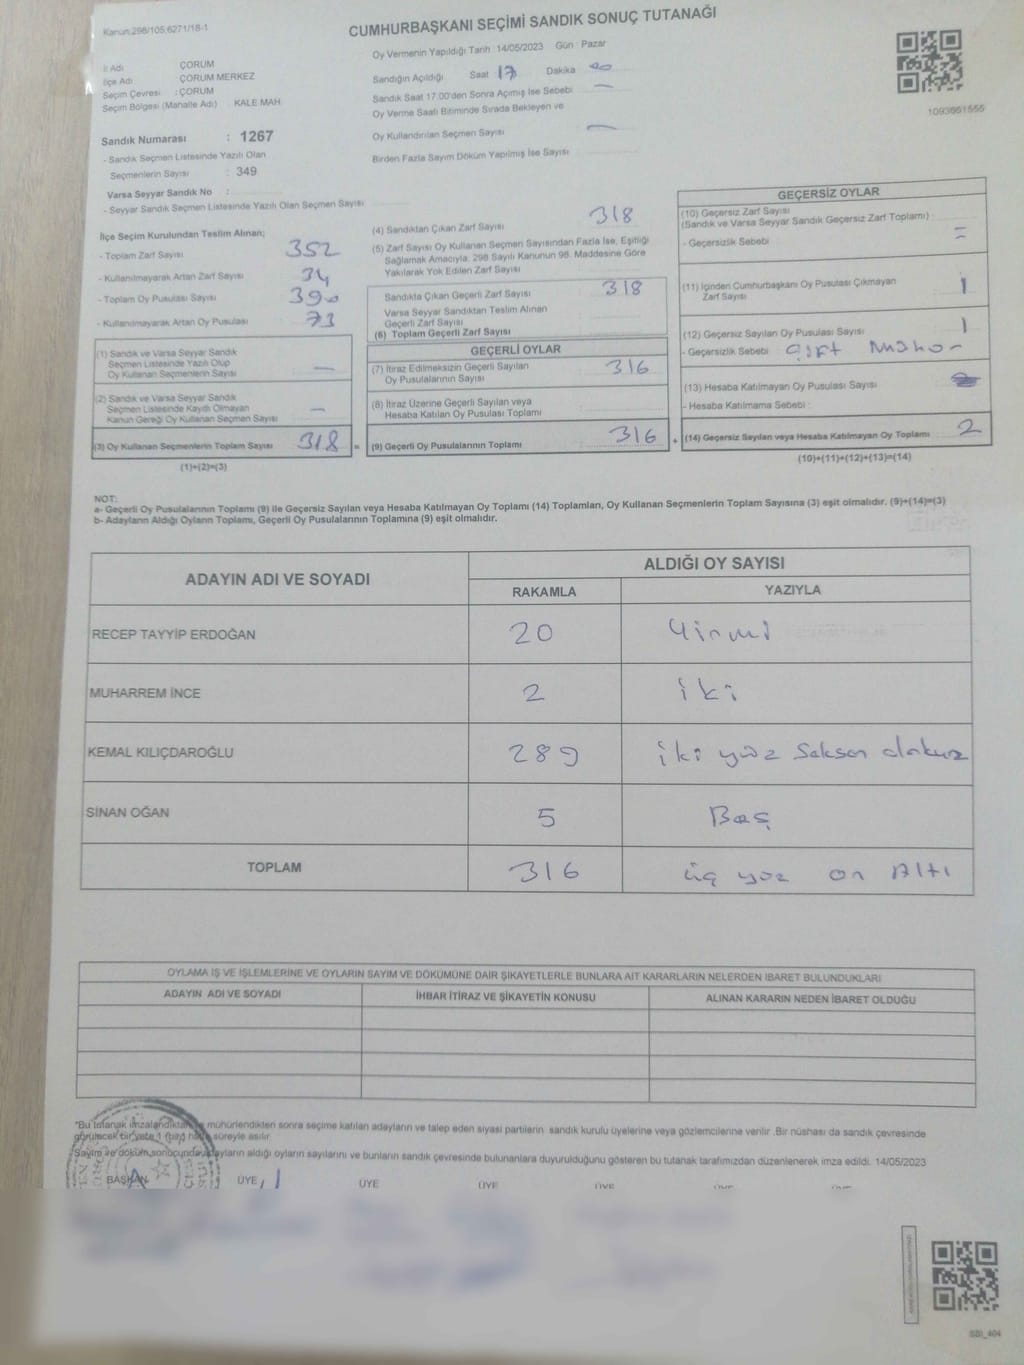 Kanun:298/105;6271/18-1
CUMHURBAŞKANI SEÇİMİ SANDIK SONUÇ TUTANAĞI
İl Adı ÇORUM
İlçe Adı ÇORUM MERKEZ
Seçim Çevresi : ÇORUM
Seçim Bölgesi (Mahalle Adı) KALE MAH
Sandık Numarası : 1267
- Sandık Seçmen Listesinde Yazılı Olan
Seçmenlerin Sayısı : 349
Varsa Seyyar Sandık No :
- Seyyar Sandık Seçmen Listesinde Yazılı Olan Seçmen Sayısı
Oy Vermenin Yapıldığı Tarih : 14/05/2023 Gün : Pazar
Sandığın Açıldığı Saat 17 Dakika
Sandık Saat 17:00'den Sonra Açılmış İse Sebebi —
Oy Verme Saati Bitiminde Sırada Bekleyen ve
Oy Kullandırılan Seçmen Sayısı —
Birden Fazla Sayım Döküm Yapılmış İse Sayısı
1093661555
İlçe Seçim Kurulundan Teslim Alınan;
- Toplam Zarf Sayısı 352
- Kullanılmayarak Artan Zarf Sayısı 34
- Toplam Oy Pusulası Sayısı 390
- Kullanılmayarak Artan Oy Pusulası 73
(1) Sandık ve Varsa Seyyar Sandık
Seçmen Listesinde Yazılı Olup
Oy Kullanan Seçmenlerin Sayısı —
(2) Sandık ve Varsa Seyyar Sandık
Seçmen Listesinde Kayıtlı Olmayan
Kanun Gereği Oy Kullanan Seçmen Sayısı —
(3) Oy Kullanan Seçmenlerin Toplam Sayısı 318 =
(1)+(2)=(3)
(4) Sandıktan Çıkan Zarf Sayısı 318
(5) Zarf Sayısı Oy Kullanan Seçmen Sayısından Fazla İse, Eşitliği
Sağlamak Amacıyla; 298 Sayılı Kanunun 98. Maddesine Göre
Yakılarak Yok Edilen Zarf Sayısı
Sandıkta Çıkan Geçerli Zarf Sayısı 318
Varsa Seyyar Sandıktan Teslim Alınan
Geçerli Zarf Sayısı
(6) Toplam Geçerli Zarf Sayısı
GEÇERLİ OYLAR
(7) İtiraz Edilmeksizin Geçerli Sayılan
Oy Pusulalarının Sayısı 316
(8) İtiraz Üzerine Geçerli Sayılan veya
Hesaba Katılan Oy Pusulası Toplamı
(9) Geçerli Oy Pusulalarının Toplamı 316 +
GEÇERSİZ OYLAR
(10) Geçersiz Zarf Sayısı
(Sandık ve Varsa Seyyar Sandık Geçersiz Zarf Toplamı) :
- Geçersizlik Sebebi
(11) İçinden Cumhurbaşkanı Oy Pusulası Çıkmayan
Zarf Sayısı 1
(12) Geçersiz Sayılan Oy Pusulası Sayısı 1
- Geçersizlik Sebebi
(13) Hesaba Katılmayan Oy Pusulası Sayısı
- Hesaba Katılmama Sebebi :
(14) Geçersiz Sayılan veya Hesaba Katılmayan Oy Toplamı 2
(10)+(11)+(12)+(13)=(14)
NOT:
a- Geçerli Oy Pusulaları Toplamı (9) ile Geçersiz Sayılan veya Hesaba Katılmayan Oy Toplamı (14) Toplamları, Oy Kullanan Seçmenlerin Toplam Sayısına (3) eşit olmalıdır. (9)+(14)=(3)
b- Adayların Aldığı Oyların Toplamı, Geçerli Oy Pusulalarının Toplamına (9) eşit olmalıdır.
ADAYIN ADI VE SOYADI ALDIĞI OY SAYISI
RAKAMLA YAZIYLA
RECEP TAYYİP ERDOĞAN 20 Yirmi
MUHARREM İNCE 2 iki
KEMAL KILIÇDAROĞLU 289 iki yüz Seksen dokuz
SİNAN OĞAN 5 Beş
TOPLAM 316 üç yüz on Altı
OYLAMA İŞ VE İŞLEMLERİNE VE OYLARIN SAYIM VE DÖKÜMÜNE DAİR ŞİKAYETLERLE BUNLARA AİT KARARLARIN NELERDEN İBARET BULUNDUKLARI
ADAYIN ADI VE SOYADI İHBAR İTİRAZ VE ŞİKAYETİN KONUSU ALINAN KARARIN NEDEN İBARET OLDUĞU
*Bu tutanak mühürlendikten sonra seçime katılan adayların ve talep eden siyasi partilerin sandık kurulu üyelerine veya gözlemcilerine verilir .Bir nüshası da sandık çevresinde
görülecek bir yere 1 (bir) süreyle asılır.
Sayım ve döküm aldığı oyların sayılarını ve bunların sandık çevresinde bulunanlara duyurulduğunu gösteren bu tutanak tarafımızdan düzenlenerek imza edildi. 14/05/2023
BAŞKAN ÜYE ÜYE ÜYE ÜYE ÜYE
SBI_404